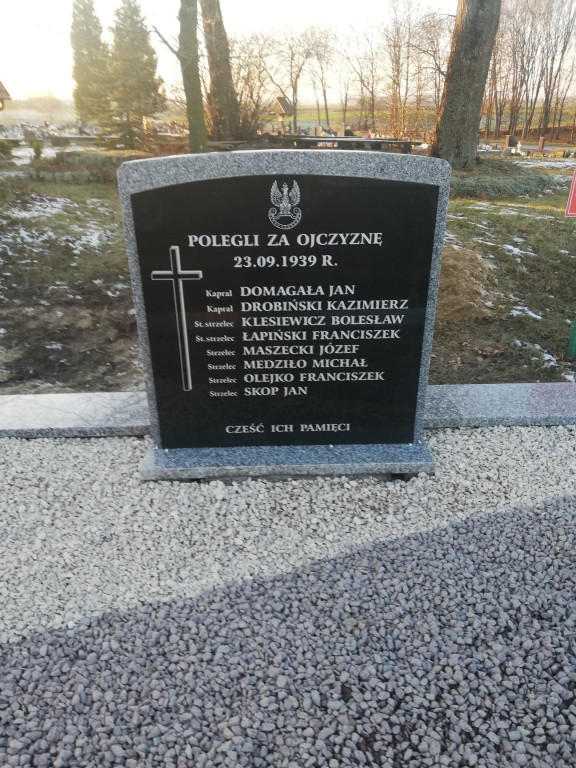 POLEGLI ZA OJCZYZNĘ
23.09.1939 R.
Kapral DOMAGAŁA JAN
Kapral DROBIŃSKI KAZIMIERZ
St.strzelec KLESIEWICZ BOLESŁAW
St.strzelec ŁAPIŃSKI FRANCISZEK
Strzelec MASZECKI JÓZEF
Strzelec MEDZIŁO MICHAŁ
Strzelec OLEJKO FRANCISZEK
Strzelec SKOP JAN
CZEŚĆ ICH PAMIĘCI